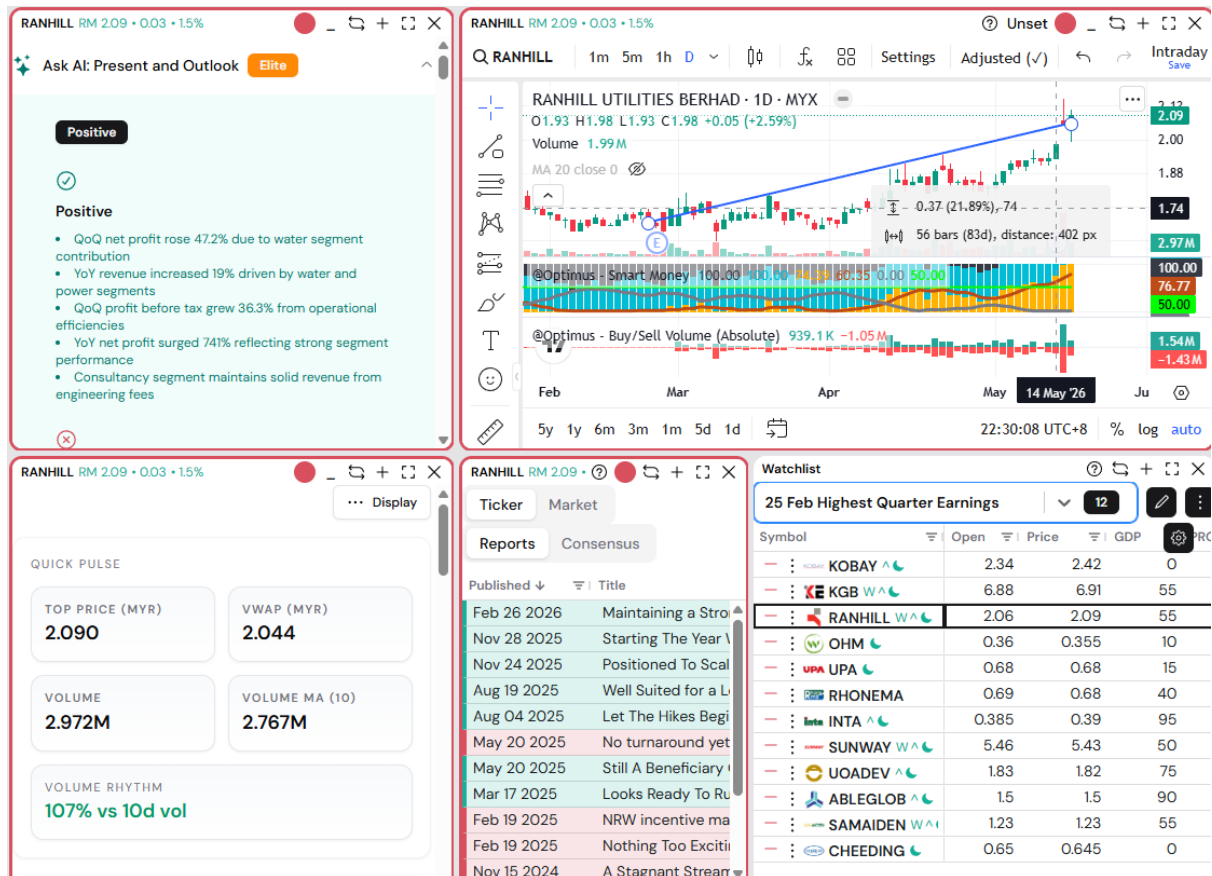 RANHILL RM 2.09 • 0.03 • 1.5%
Ask AI: Present and Outlook Elite
Positive
Positive
• QoQ net profit rose 47.2% due to water segment
contribution
• YoY revenue increased 19% driven by water and
power segments
• QoQ profit before tax grew 36.3% from operational
efficiencies
• YoY net profit surged 741% reflecting strong segment
performance
• Consultancy segment maintains solid revenue from
engineering fees
RANHILL RM 2.09 • 0.03 • 1.5% Unset
RANHILL 1m 5m 1h D Settings Adjusted (✓) Intraday
Save
RANHILL UTILITIES BERHAD · 1D · MYX
O1.93 H1.98 L1.93 C1.98 +0.05 (+2.59%)
Volume 1.99M
MA 20 close 0
E
0.37 (21.89%), 74
56 bars (83d), distance: 402 px
2.12
2.09
2.00
1.88
1.74
2.97M
@Optimus - Smart Money 100.00 100.00 74.39 60.35 0.00 50.00
100.00
76.77
50.00
@Optimus - Buy/Sell Volume (Absolute) 939.1K −1.05M
1.54M
−1.43M
Feb Mar Apr May 14 May '26 Ju
5y 1y 6m 3m 1m 5d 1d 22:30:08 UTC+8 % log auto
RANHILL RM 2.09 • 0.03 • 1.5%
Display
QUICK PULSE
TOP PRICE (MYR)
2.090
VWAP (MYR)
2.044
VOLUME
2.972M
VOLUME MA (10)
2.767M
VOLUME RHYTHM
107% vs 10d vol
RANHILL RM 2.09 •
Ticker Market
Reports Consensus
Published Title
Feb 26 2026 Maintaining a Stro
Nov 28 2025 Starting The Year
Nov 24 2025 Positioned To Scal
Aug 19 2025 Well Suited for a L
Aug 04 2025 Let The Hikes Begi
May 20 2025 No turnaround yet
May 20 2025 Still A Beneficiary
Mar 17 2025 Looks Ready To Ru
Feb 19 2025 NRW incentive ma
Feb 19 2025 Nothing Too Exciti
Nov 15 2024 A Stagnant Stream
Watchlist
25 Feb Highest Quarter Earnings 12
Symbol Open Price GDP PRO
KOBAY ^ 2.34 2.42 0
KGB W ^ 6.88 6.91 55
RANHILL W ^ 2.06 2.09 55
OHM 0.36 0.355 10
UPA UPA 0.68 0.68 15
RHONEMA 0.69 0.68 40
inta INTA ^ 0.385 0.39 95
SUNWAY W ^ 5.46 5.43 50
UOADEV ^ 1.83 1.82 75
ABLEGLOB ^ 1.5 1.5 90
SAMAIDEN W ^ 1.23 1.23 55
CHEEDING 0.65 0.645 0